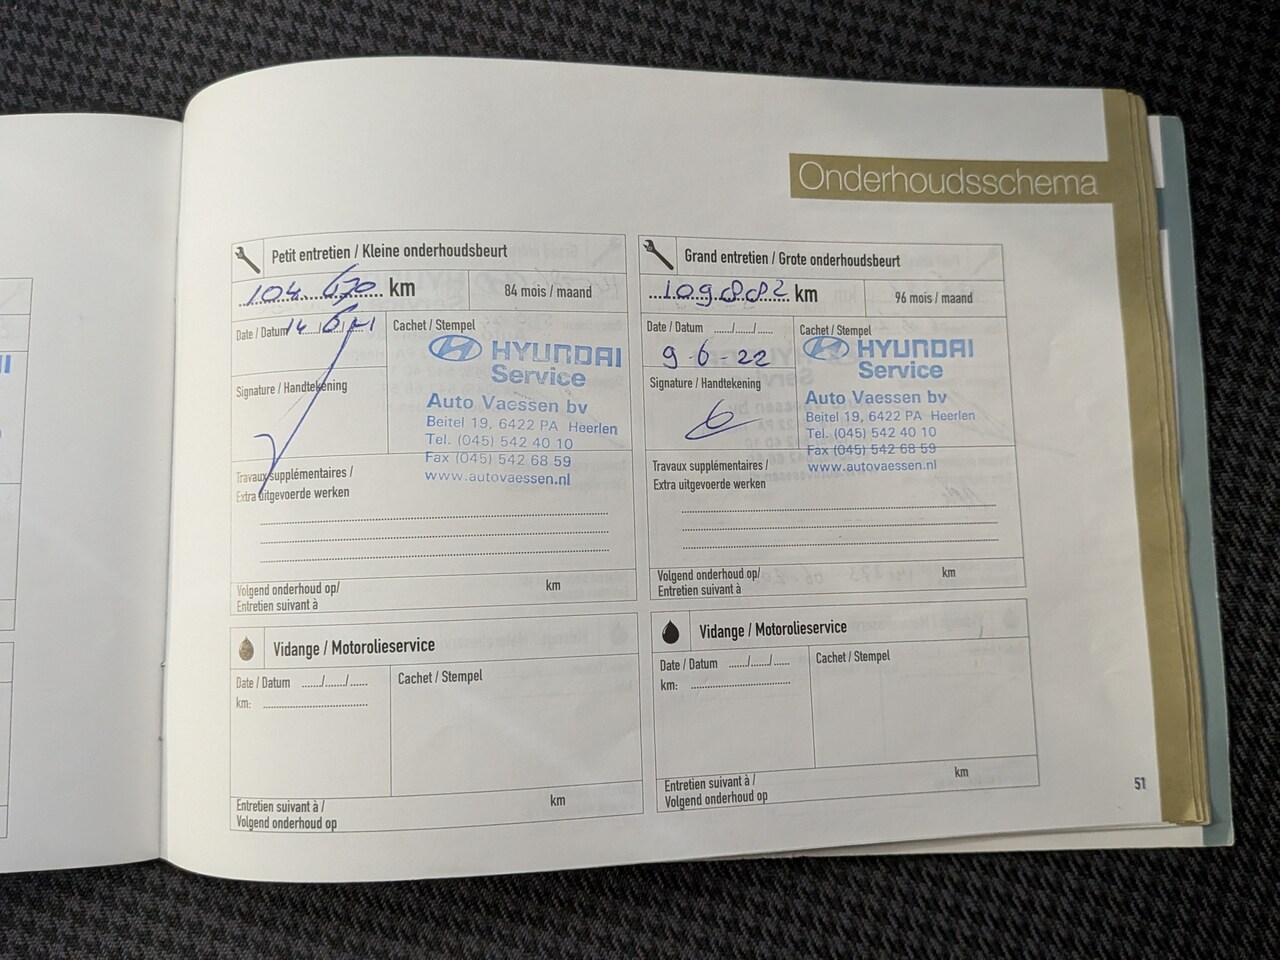 Onderhoudsschema
Petit entretien / Kleine onderhoudsbeurt
104.670 km
84 mois / maand
Date / Datum 14/6/21
Cachet / Stempel
HYUNDAI
Service
Auto Vaessen bv
Beitel 19, 6422 PA Heerlen
Tel. (045) 542 40 10
Fax (045) 542 68 59
www.autovaessen.nl
Signature / Handtekening
Travaux supplémentaires /
Extra uitgevoerde werken
Volgend onderhoud op/
Entretien suivant à
km
Grand entretien / Grote onderhoudsbeurt
109882 km
96 mois / maand
Date / Datum ....../....../......
9-6-22
Cachet / Stempel
HYUNDAI
Service
Auto Vaessen bv
Beitel 19, 6422 PA Heerlen
Tel. (045) 542 40 10
Fax (045) 542 68 59
www.autovaessen.nl
Signature / Handtekening
Travaux supplémentaires /
Extra uitgevoerde werken
Volgend onderhoud op/
Entretien suivant à
km
Vidange / Motorolieservice
Date / Datum ....../....../......
km:
Cachet / Stempel
Entretien suivant à /
Volgend onderhoud op
km
Vidange / Motorolieservice
Date / Datum ....../....../......
km:
Cachet / Stempel
Entretien suivant à /
Volgend onderhoud op
km
51